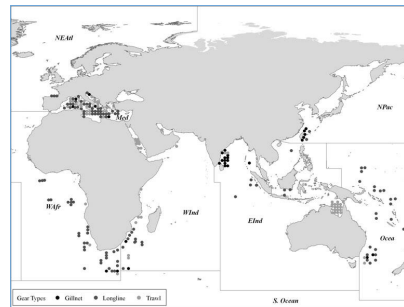 NEAtl
NPac
Med
WAfr
WInd
EInd
Ocea
S. Ocean
Gear Types Gillnet Longline Trawl